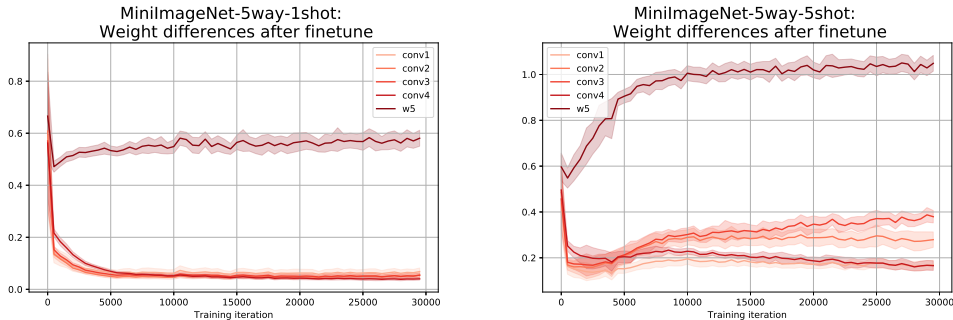 MiniImageNet-5way-1shot:
Weight differences after finetune
conv1
conv2
conv3
conv4
w5
0.8
0.6
0.4
0.2
0.0
0
5000
10000
15000
20000
25000
30000
Training iteration
MiniImageNet-5way-5shot:
Weight differences after finetune
conv1
conv2
conv3
conv4
w5
1.0
0.8
0.6
0.4
0.2
0
5000
10000
15000
20000
25000
30000
Training iteration